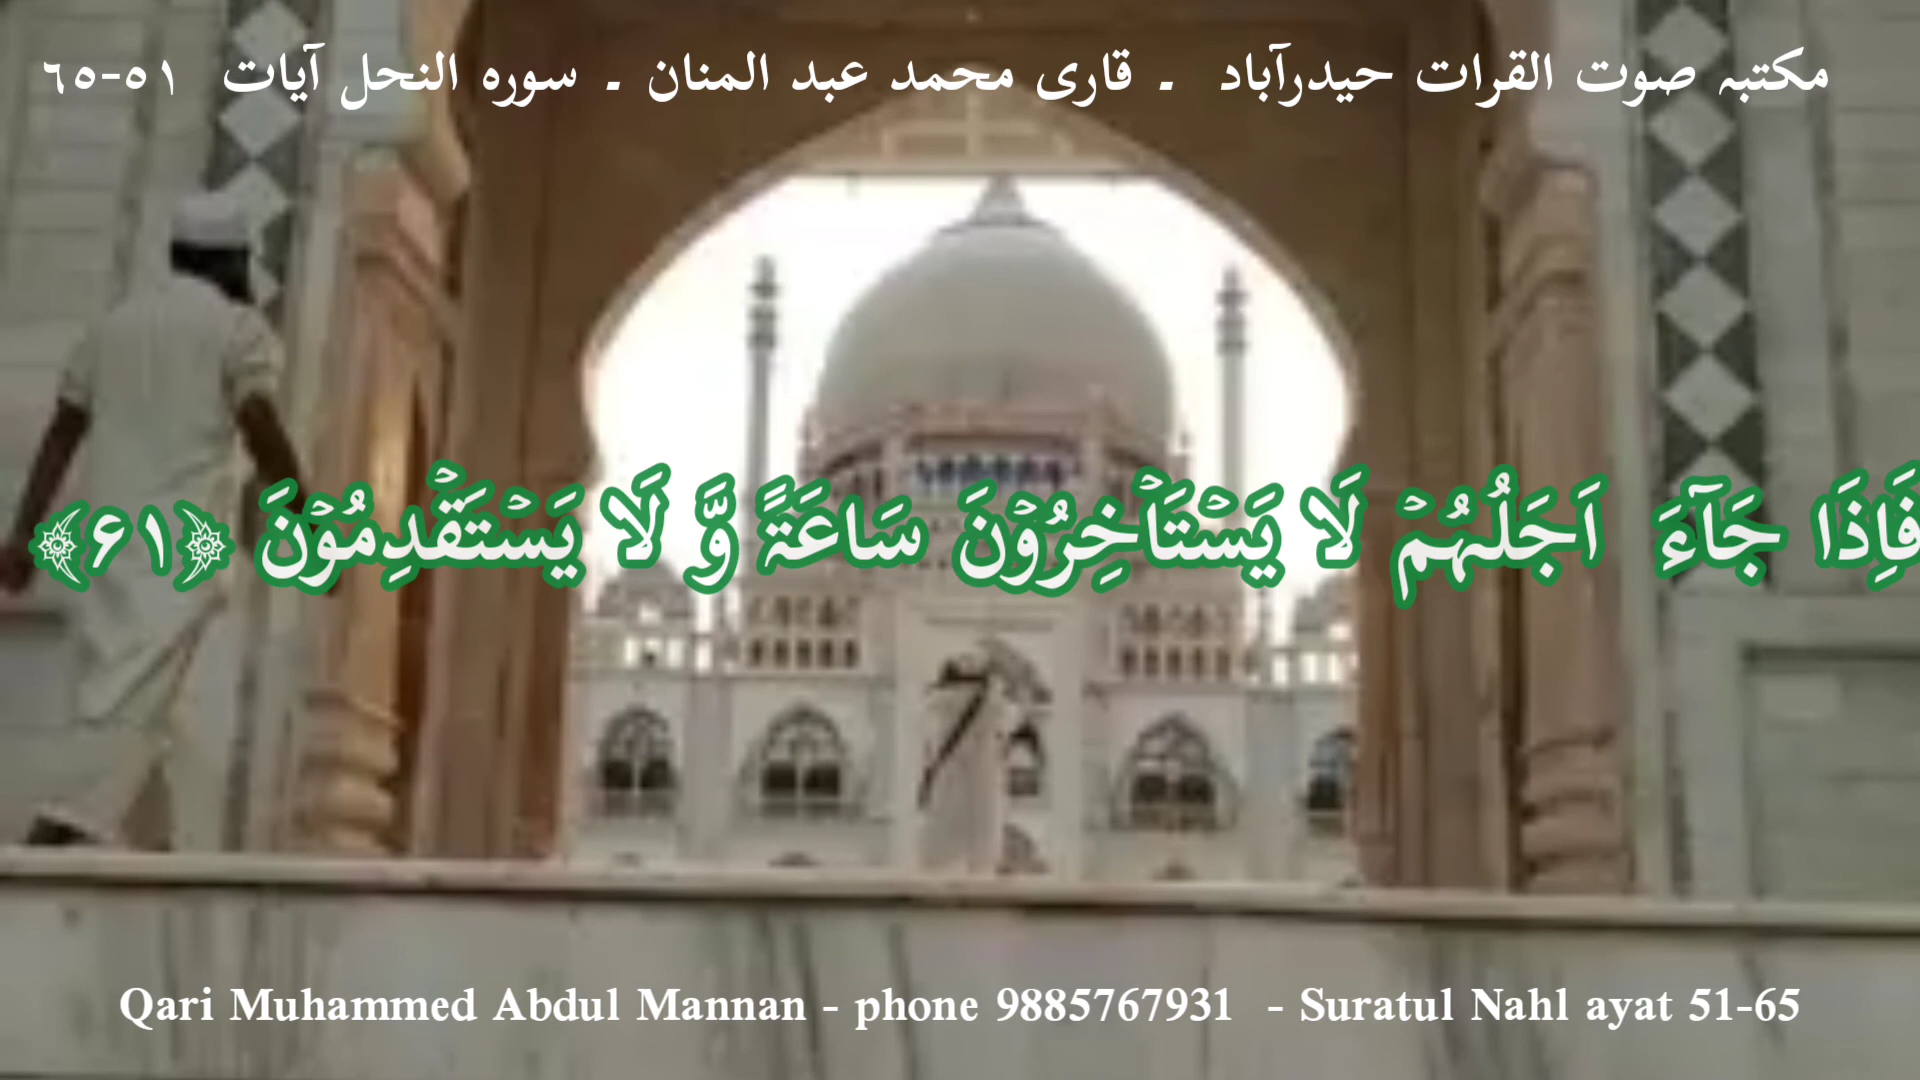 مکتبہ صوت القرات حیدرآباد ۔ قاری محمد عبد المنان ۔ سورہ النحل آیات ٥١-٦٥
فَاِذَا جَآءَ اَجَلُہُمۡ لَا یَسۡتَاۡخِرُوۡنَ سَاعَۃً وَّ لَا یَسۡتَقۡدِمُوۡنَ ﴿۶۱﴾
Qari Muhammed Abdul Mannan - phone 9885767931 - Suratul Nahl ayat 51-65